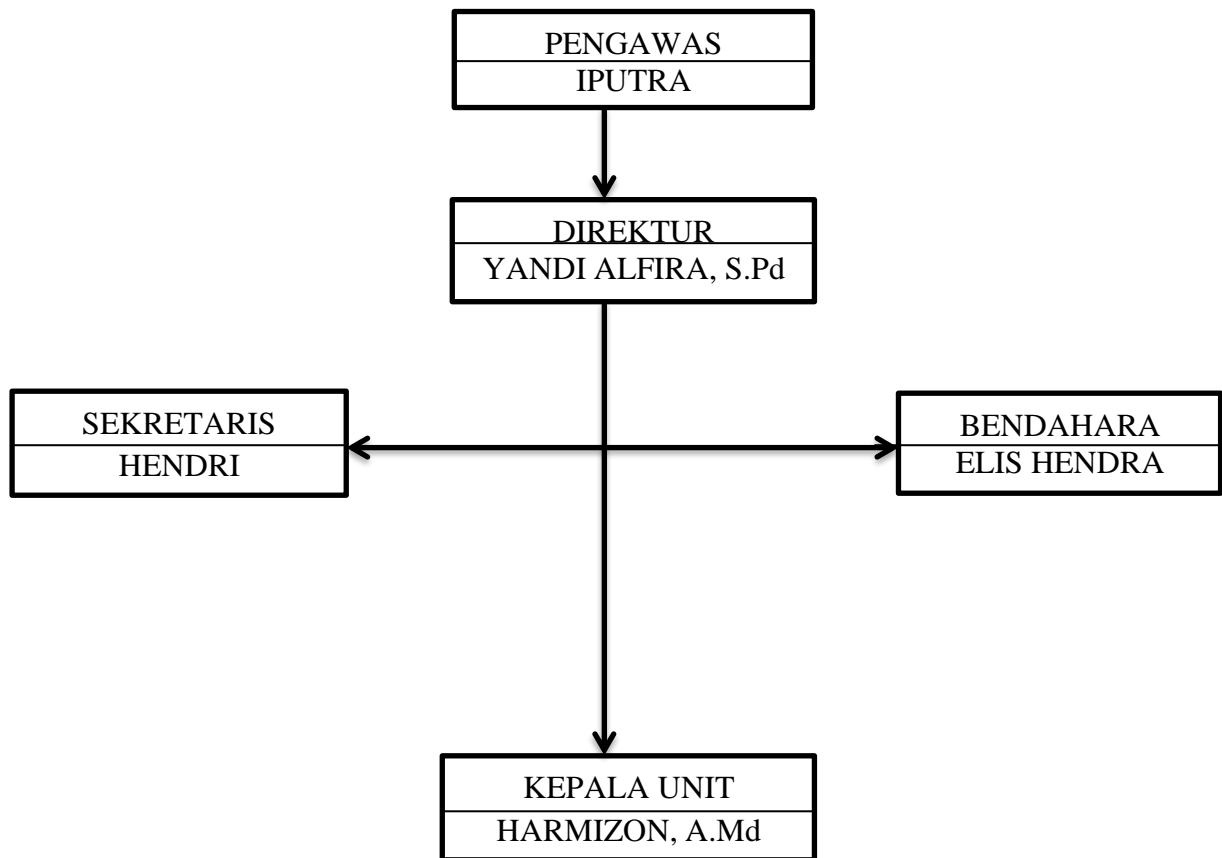 PENGAWAS
IPUTRA
DIREKTUR
YANDI ALFIRA, S.Pd
SEKRETARIS
HENDRI
BENDAHARA
ELIS HENDRA
KEPALA UNIT
HARMIZON, A.Md